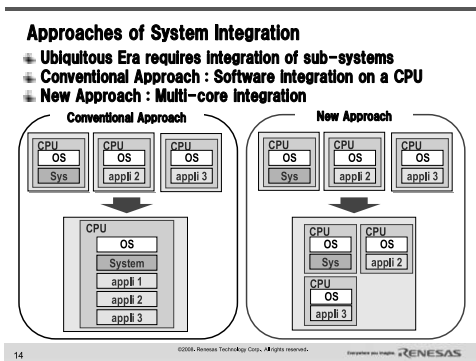 Approaches of System Integration
Ubiquitous Era requires integration of sub-systems
Conventional Approach : Software integration on a CPU
New Approach : Multi-core integration
Conventional Approach
CPU
OS
Sys
CPU
OS
appli 2
CPU
OS
appli 3
CPU
OS
System
appli 1
appli 2
appli 3
New Approach
CPU
OS
Sys
CPU
OS
appli 2
CPU
OS
appli 3
CPU
OS
Sys
CPU
OS
appli 2
CPU
OS
appli 3
14
©2008. Renesas Technology Corp., All rights reserved.
Everywhere you imagine. RENESAS